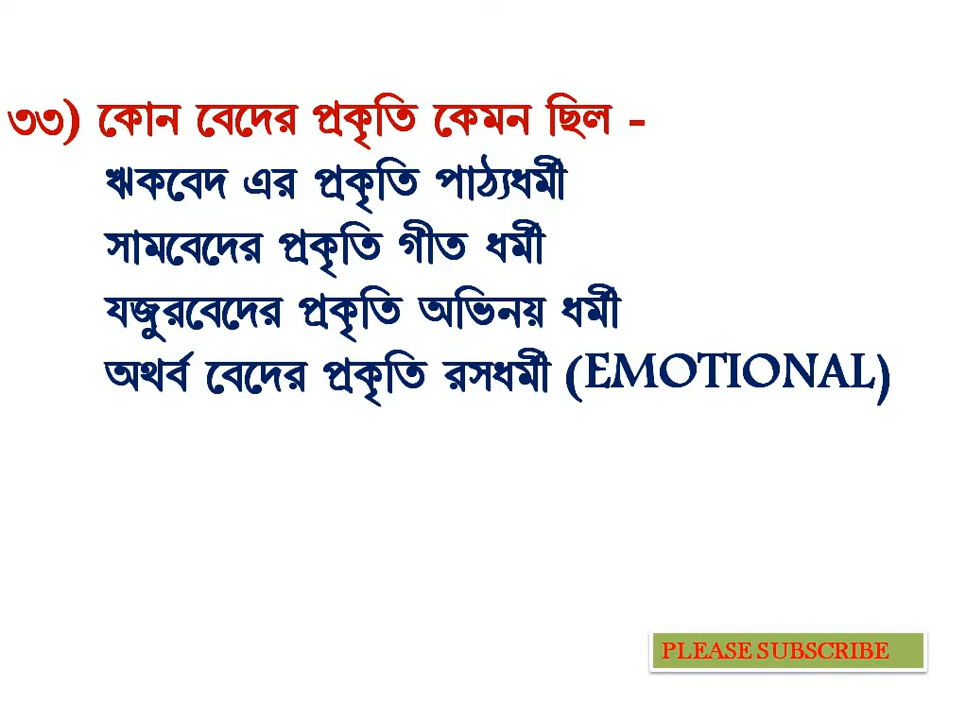 ৩৩) কোন বেদের প্রকৃতি কেমন ছিল -
ঋকবেদ এর প্রকৃতি পাঠ্যধর্মী
সামবেদের প্রকৃতি গীত ধর্মী
যজুরবেদের প্রকৃতি অভিনয় ধর্মী
অথর্ব বেদের প্রকৃতি রসধর্মী (EMOTIONAL)
PLEASE SUBSCRIBE